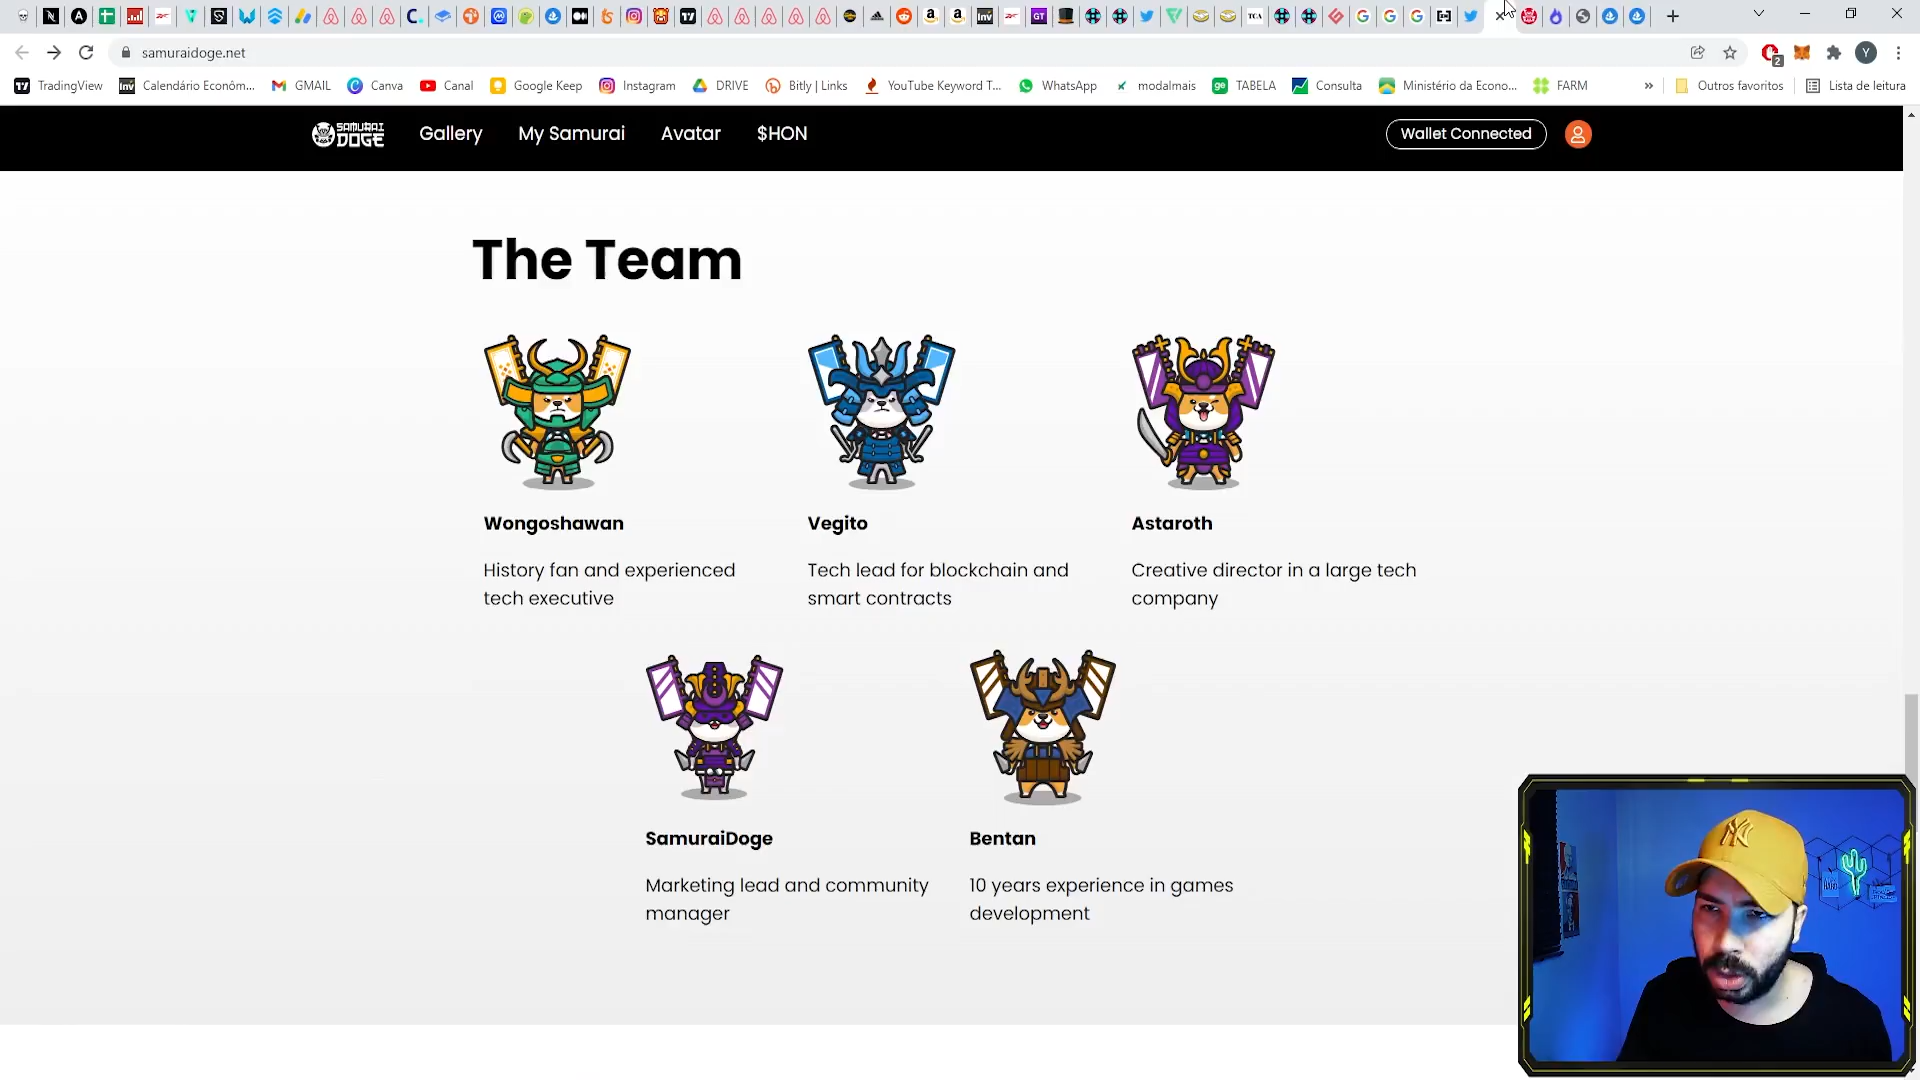 samuraidoge.net
2
Y
TradingView
Calendário Econôm...
GMAIL
Canva
Canal
Google Keep
Instagram
DRIVE
Bitly | Links
YouTube Keyword T...
WhatsApp
modalmais
TABELA
Consulta
Ministério da Econo...
FARM
»
Outros favoritos
Lista de leitura
SAMURAI
DOGE
Gallery
My Samurai
Avatar
$HON
Wallet Connected
The Team
Wongoshawan
Vegito
Astaroth
History fan and experienced
tech executive
Tech lead for blockchain and
smart contracts
Creative director in a large tech
company
SamuraiDoge
Bentan
Marketing lead and community
manager
10 years experience in games
development